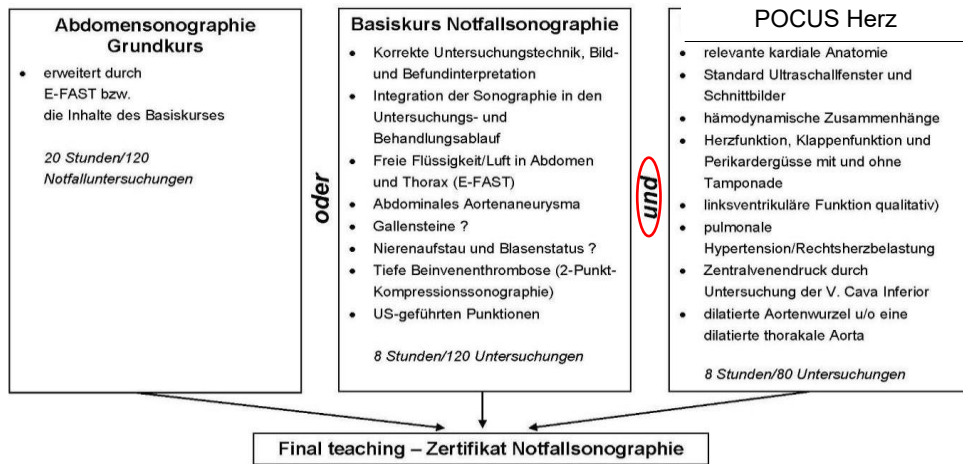 Abdomensonographie
Grundkurs
• erweitert durch
E-FAST bzw.
die Inhalte des Basiskurses
20 Stunden/120
Notfalluntersuchungen
oder
Basiskurs Notfallsonographie
• Korrekte Untersuchungstechnik, Bild-
und Befundinterpretation
• Integration der Sonographie in den
Untersuchungs- und
Behandlungsablauf
• Freie Flüssigkeit/Luft in Abdomen
und Thorax (E-FAST)
• Abdominales Aortenaneurysma
• Gallensteine ?
• Nierenaufstau und Blasenstatus ?
• Tiefe Beinvenenthrombose (2-Punkt-
Kompressionssonographie)
• US-geführten Punktionen
8 Stunden/120 Untersuchungen
und
POCUS Herz
• relevante kardiale Anatomie
• Standard Ultraschallfenster und
Schnittbilder
• hämodynamische Zusammenhänge
• Herzfunktion, Klappenfunktion und
Perikardergüsse mit und ohne
Tamponade
• linksventrikuläre Funktion qualitativ)
• pulmonale
Hypertension/Rechtsherzbelastung
• Zentralvenendruck durch
Untersuchung der V. Cava Inferior
• dilatierte Aortenwurzel u/o eine
dilatierte thorakale Aorta
8 Stunden/80 Untersuchungen
Final teaching – Zertifikat Notfallsonographie